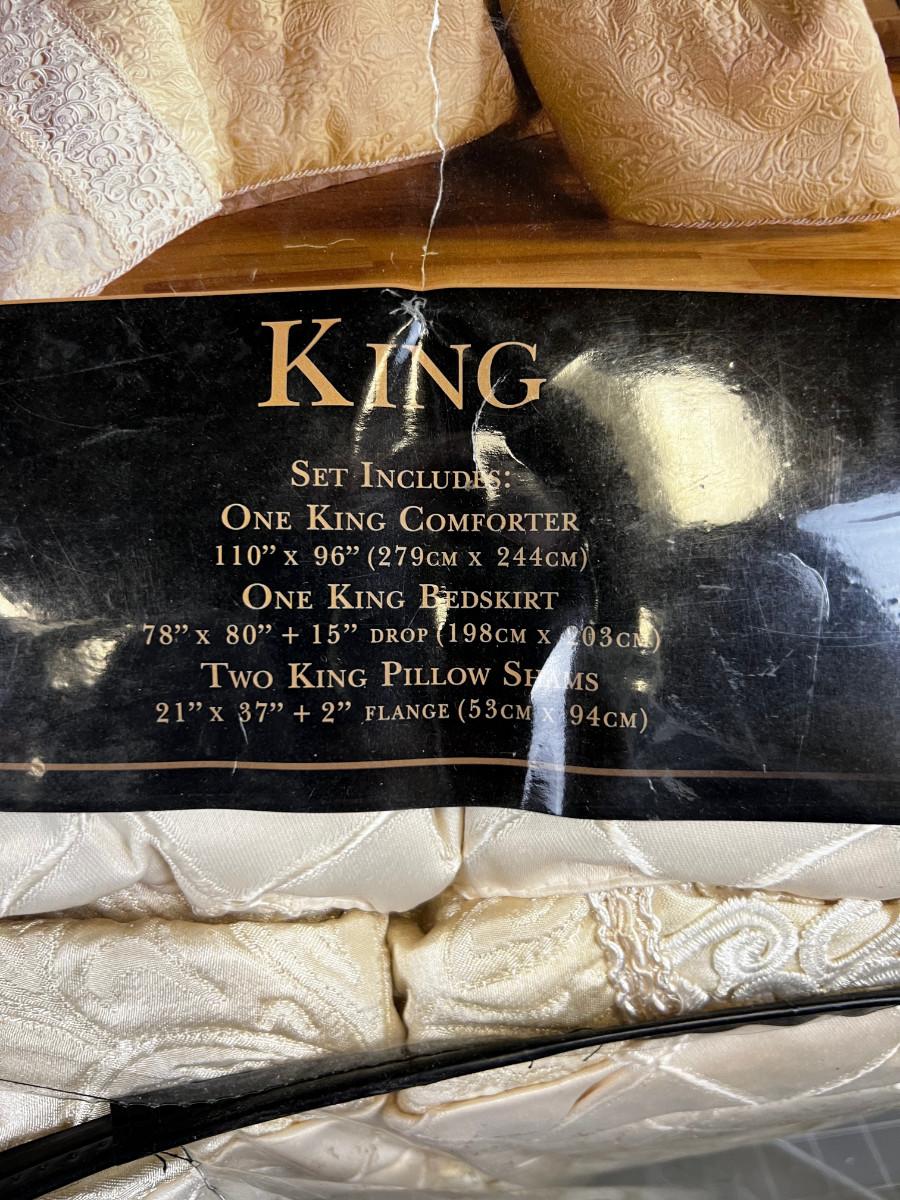 KING
SET INCLUDES:
ONE KING COMFORTER
110” X 96” (279CM X 244CM)
ONE KING BEDSKIRT
78” X 80” + 15” DROP (198CM X 203CM)
TWO KING PILLOW SHAMS
21” X 37” + 2” FLANGE (53CM X 94CM)